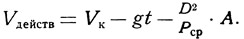 V_действ = V_к − gt − D²/P_ср · A.